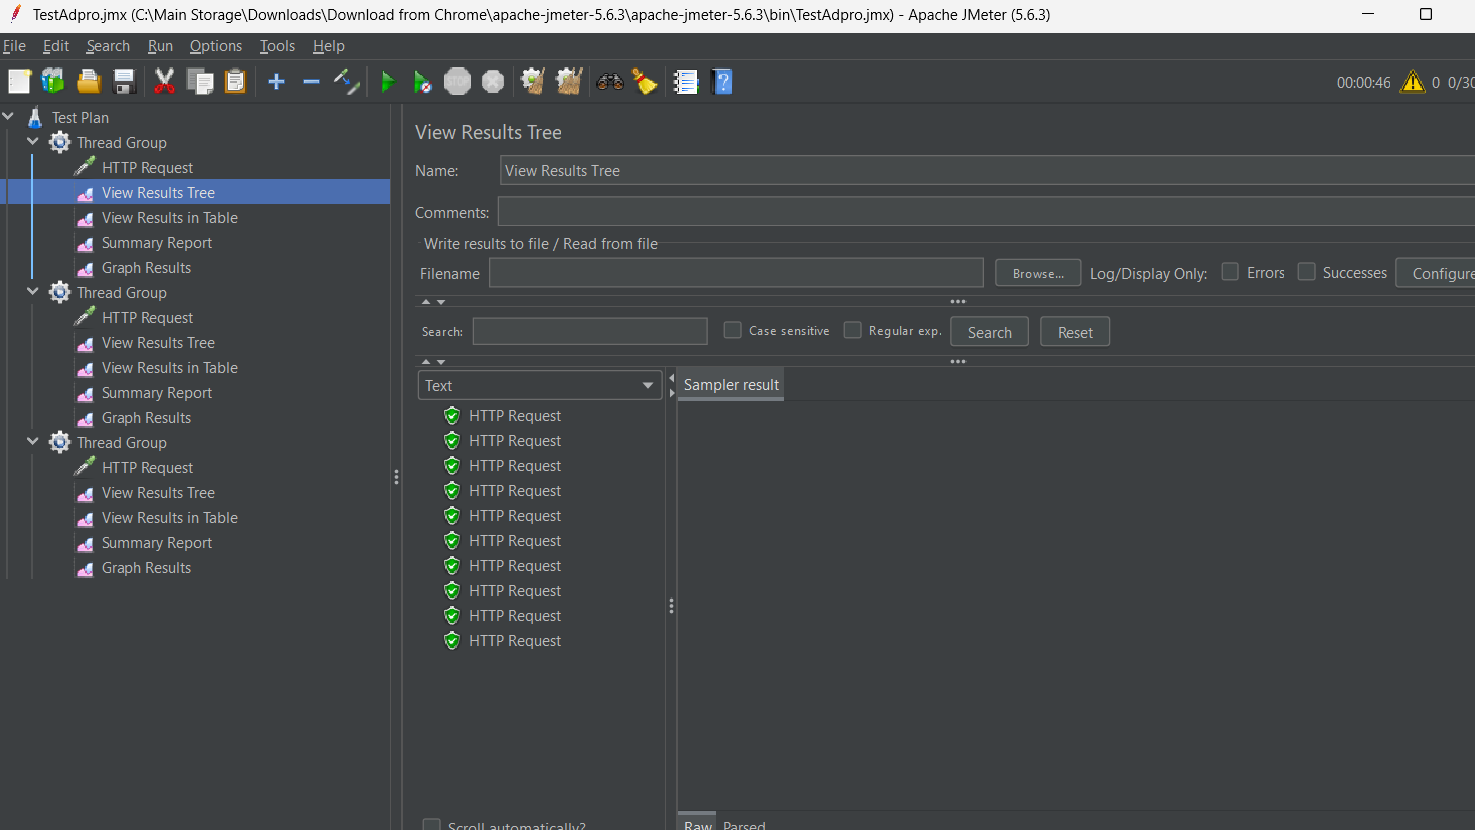 TestAdpro.jmx (C:\Main Storage\Downloads\Download from Chrome\apache-jmeter-5.6.3\apache-jmeter-5.6.3\bin\TestAdpro.jmx) - Apache JMeter (5.6.3)
File Edit Search Run Options Tools Help
STOP 00:00:46 0 0/30
Test Plan
Thread Group
HTTP Request
View Results Tree
View Results in Table
Summary Report
Graph Results
Thread Group
HTTP Request
View Results Tree
View Results in Table
Summary Report
Graph Results
Thread Group
HTTP Request
View Results Tree
View Results in Table
Summary Report
Graph Results
View Results Tree
Name: View Results Tree
Comments:
Write results to file / Read from file
Filename Browse... Log/Display Only: Errors Successes Configure
Search: Case sensitive Regular exp. Search Reset
Text
Sampler result
HTTP Request
HTTP Request
HTTP Request
HTTP Request
HTTP Request
HTTP Request
HTTP Request
HTTP Request
HTTP Request
HTTP Request
Scroll automatically?
Raw Parsed